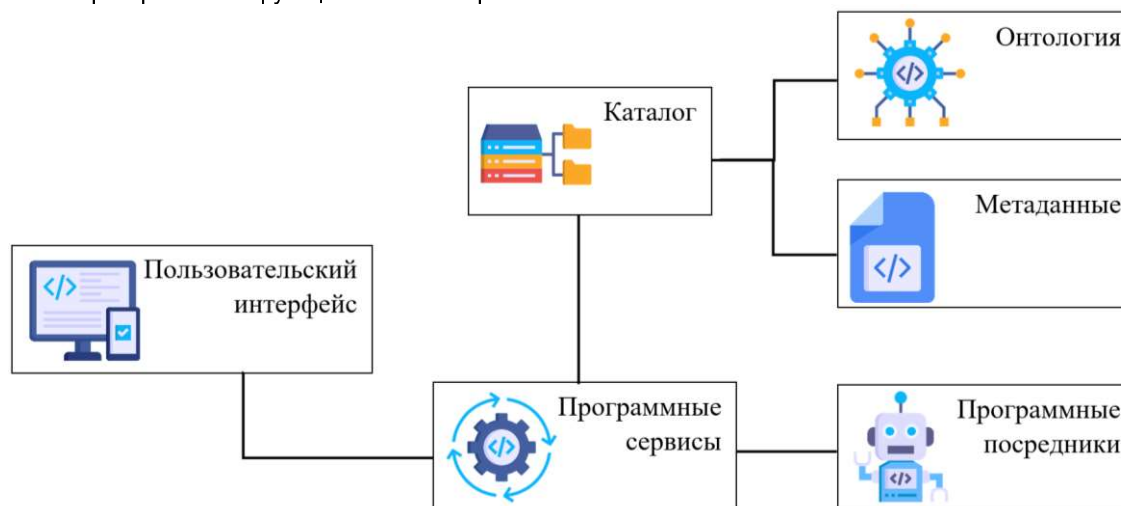 Онтология
Каталог
Метаданные
Пользовательский
интерфейс
Программные
сервисы
Программные
посредники